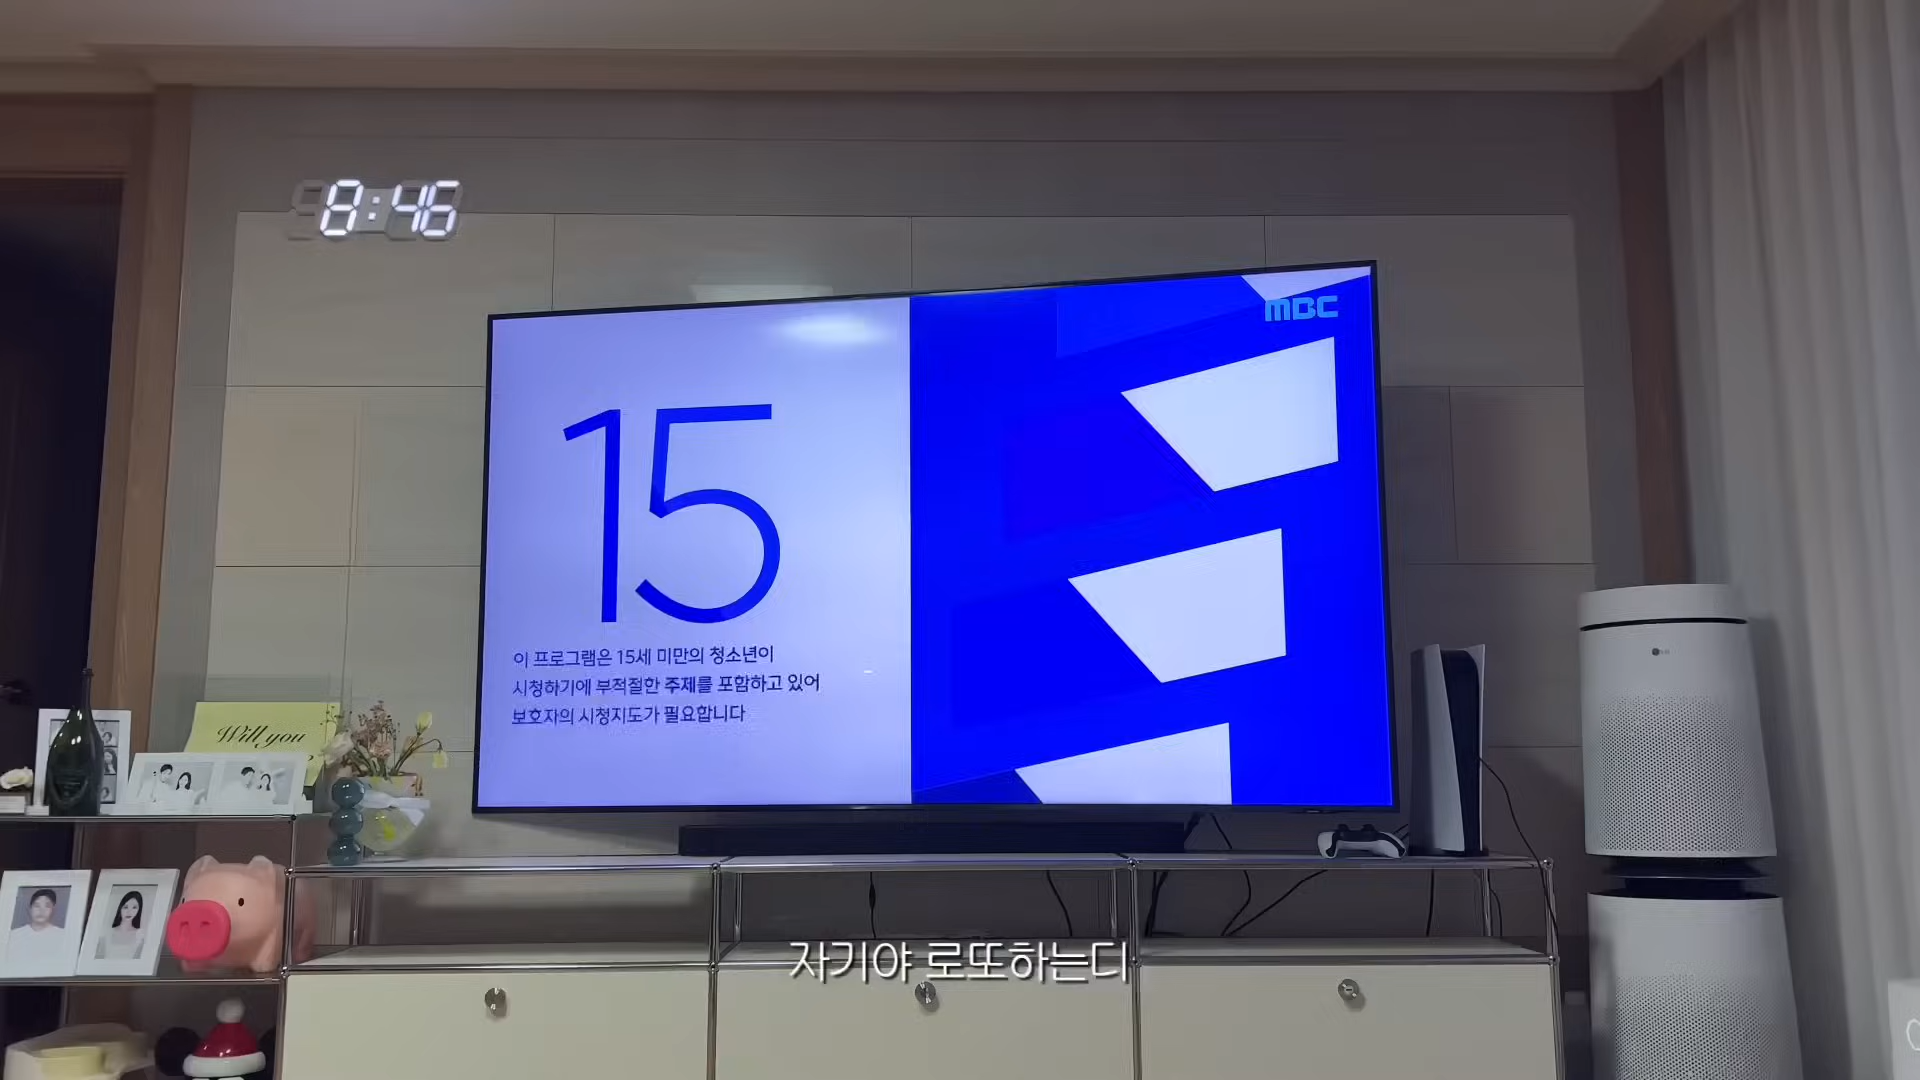 8:46
MBC
15
이 프로그램은 15세 미만의 청소년이
시청하기에 부적절한 주제를 포함하고 있어
보호자의 시청지도가 필요합니다
Will you
?
LG
자기야 로또하는디